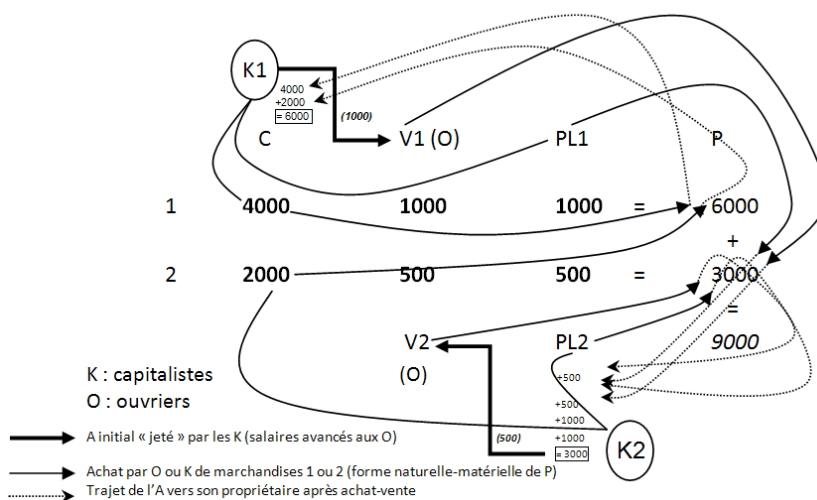 K1
4000
+2000
= 6000
(1000)
C V1 (O) PL1 P
1 4000 1000 1000 = 6000
+
2 2000 500 500 = 3000
=
V2 PL2 9000
(O)
+500
+500
+1000
+1000
= 3000
(500)
K2
K : capitalistes
O : ouvriers
A initial « jeté » par les K (salaires avancés aux O)
Achat par O ou K de marchandises 1 ou 2 (forme naturelle-matérielle de P)
Trajet de l'A vers son propriétaire après achat-vente